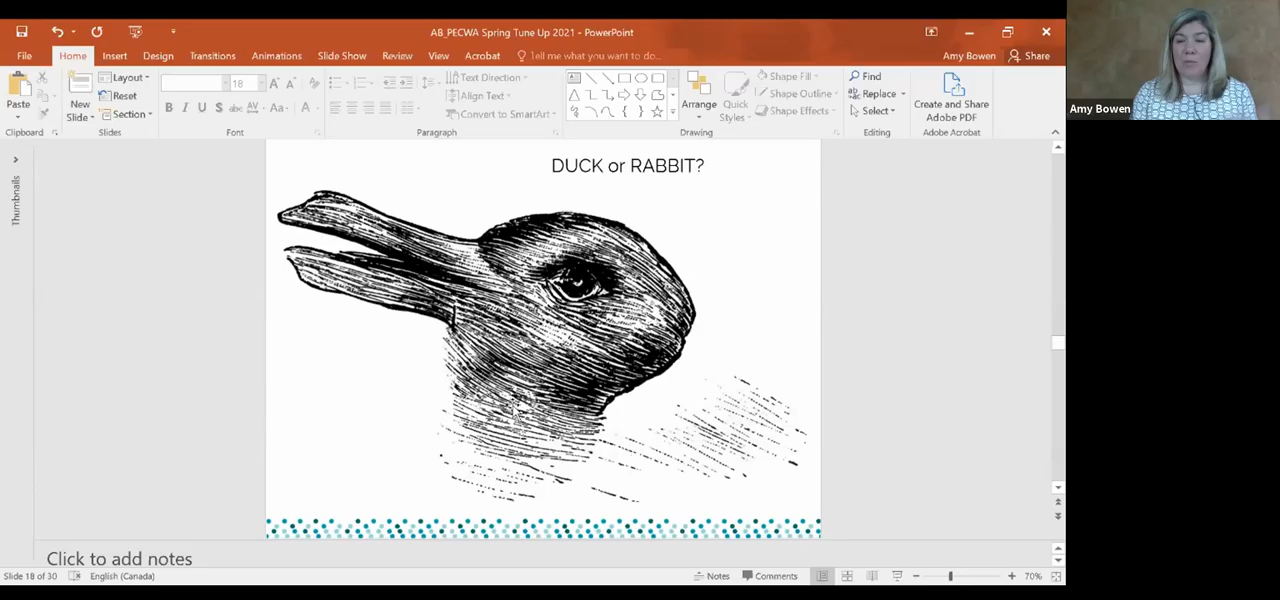 AB_PECWA Spring Tune Up 2021 - PowerPoint
File Home Insert Design Transitions Animations Slide Show Review View Acrobat Tell me what you want to do... Amy Bowen Share
Paste
Clipboard
New Slide
Layout
Reset
Section
Slides
18
B I U S abc AV Aa A
Font
Text Direction
Align Text
Convert to SmartArt
Paragraph
Arrange
Quick Styles
Shape Fill
Shape Outline
Shape Effects
Drawing
Find
Replace
Select
Editing
Create and Share Adobe PDF
Adobe Acrobat
Amy Bowen
Thumbnails
DUCK or RABBIT?
Click to add notes
Slide 18 of 30 English (Canada) Notes Comments 70%